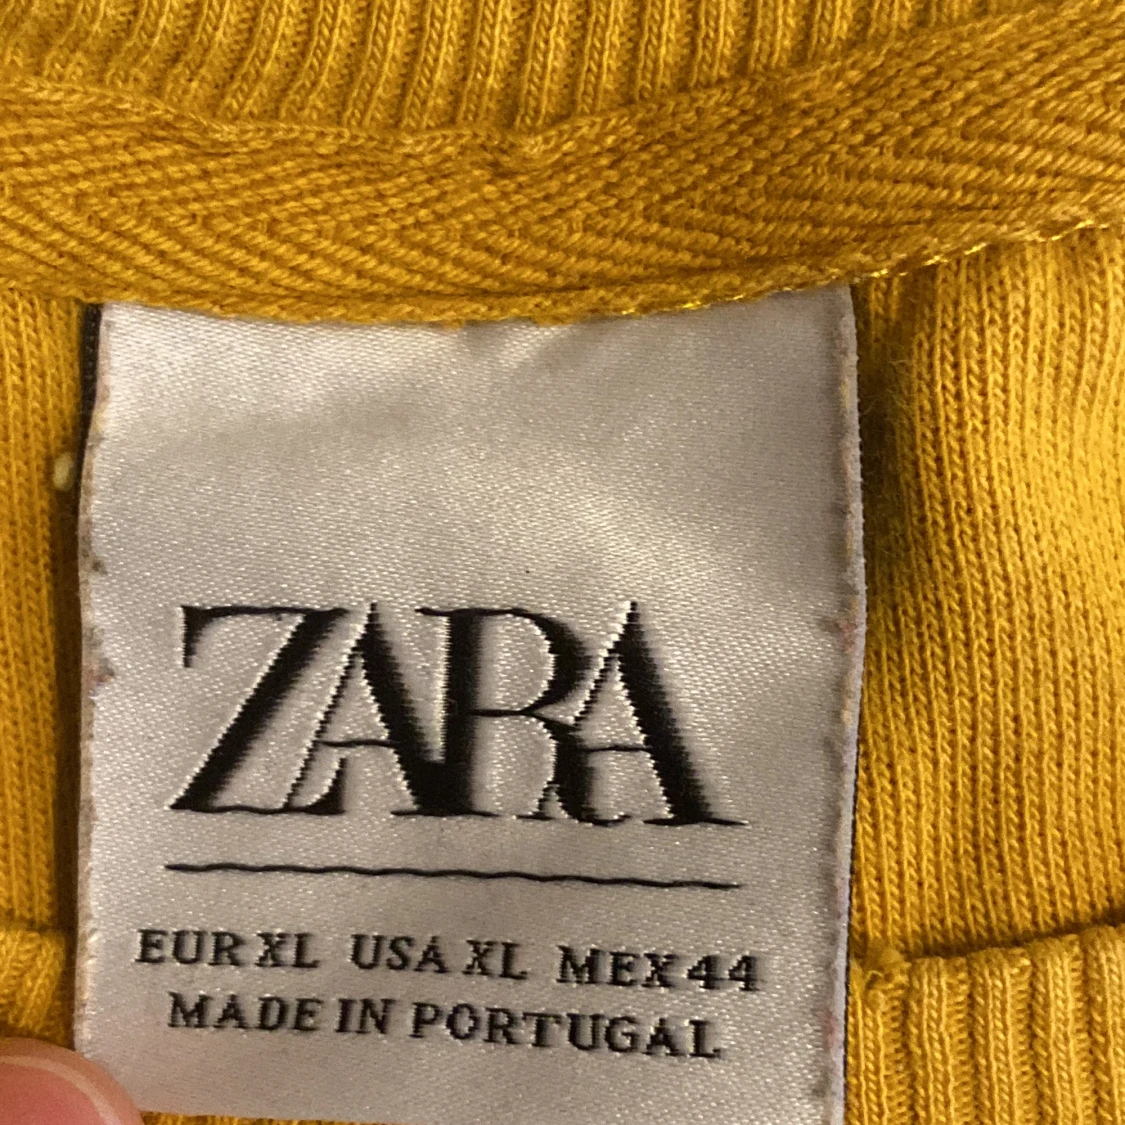 ZARA
EUR XL USA XL MEX 44
MADE IN PORTUGAL